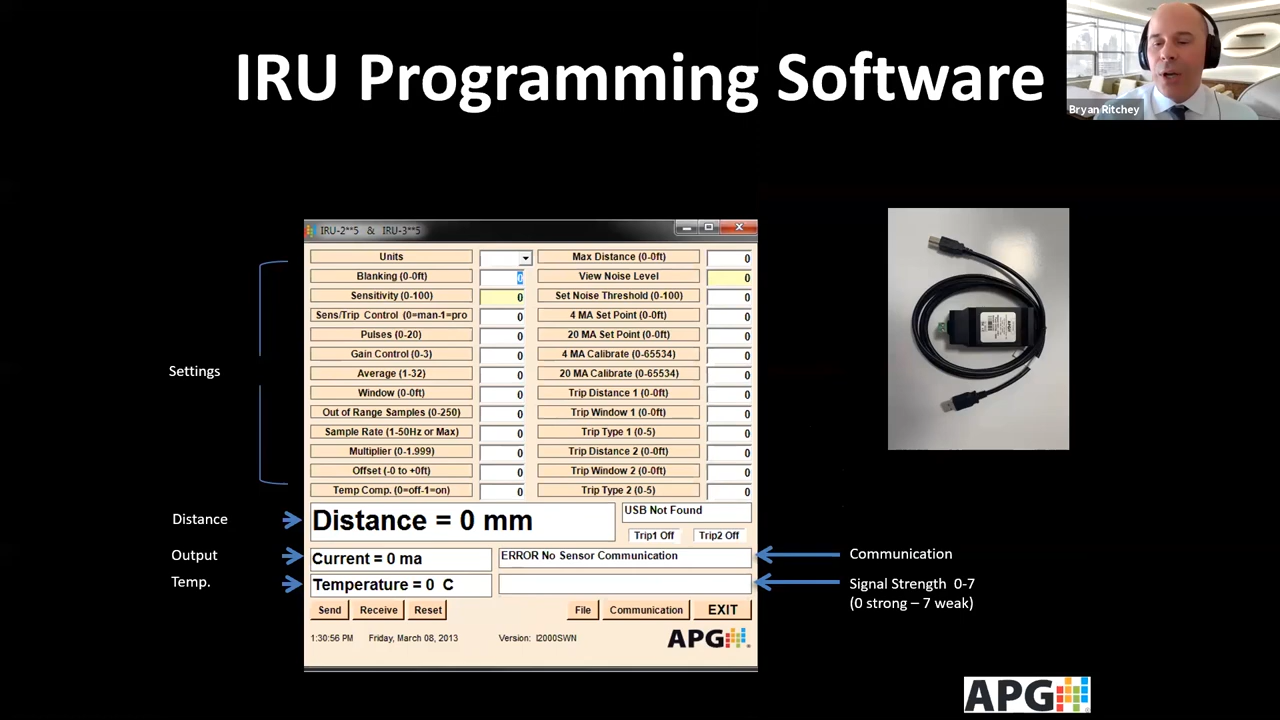 IRU Programming Software
Bryan Ritchey
IRU-2**5 & IRU-3**5
Units
Blanking (0-0ft) 0
Sensitivity (0-100) 0
Sens/Trip Control (0=man-1=pro 0
Pulses (0-20) 0
Gain Control (0-3) 0
Average (1-32) 0
Window (0-0ft) 0
Out of Range Samples (0-250) 0
Sample Rate (1-50Hz or Max) 0
Multiplier (0-1.999) 0
Offset (-0 to +0ft) 0
Temp Comp. (0=off-1=on) 0
Max Distance (0-0ft) 0
View Noise Level 0
Set Noise Threshold (0-100) 0
4 MA Set Point (0-0ft) 0
20 MA Set Point (0-0ft) 0
4 MA Calibrate (0-65534) 0
20 MA Calibrate (0-65534) 0
Trip Distance 1 (0-0ft) 0
Trip Window 1 (0-0ft) 0
Trip Type 1 (0-5) 0
Trip Distance 2 (0-0ft) 0
Trip Window 2 (0-0ft) 0
Trip Type 2 (0-5) 0
Settings
Distance
Distance = 0 mm
USB Not Found
Trip1 Off Trip2 Off
Output
Current = 0 ma
ERROR No Sensor Communication
Communication
Temp.
Temperature = 0 C
Signal Strength 0-7
(0 strong – 7 weak)
Send Receive Reset File Communication EXIT
1:30:56 PM Friday, March 08, 2013 Version: I2000SWN
APG
APG